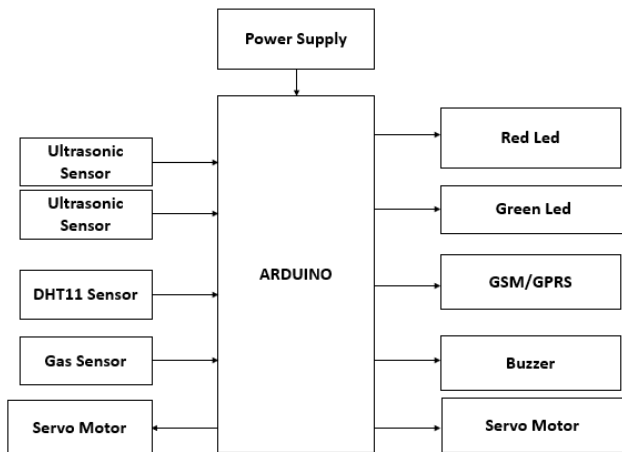 Power Supply
Ultrasonic
Sensor
Ultrasonic
Sensor
DHT11 Sensor
Gas Sensor
Servo Motor
ARDUINO
Red Led
Green Led
GSM/GPRS
Buzzer
Servo Motor